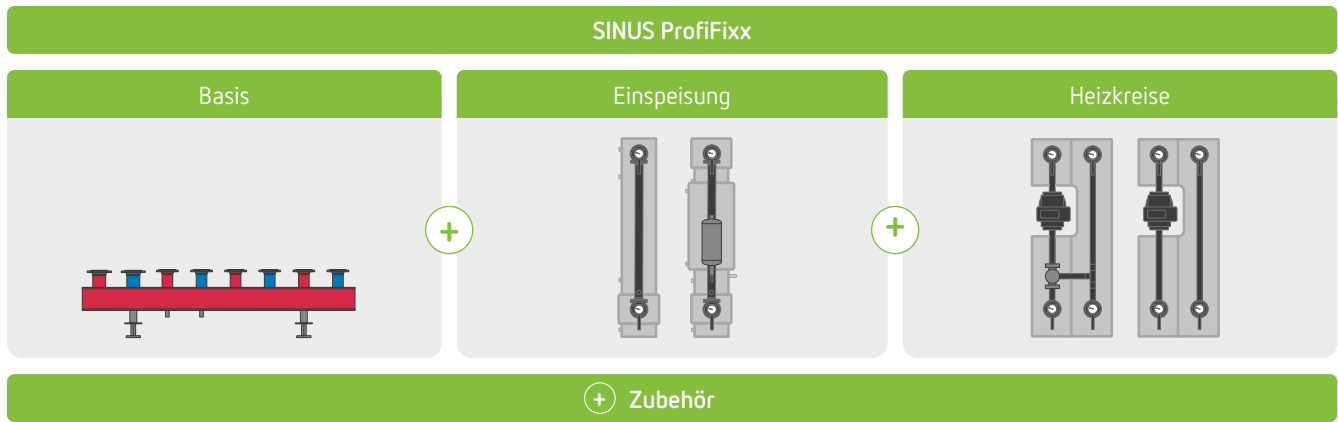 SINUS ProfiFixx
Basis
Einspeisung
Heizkreise
+
+
+ Zubehör